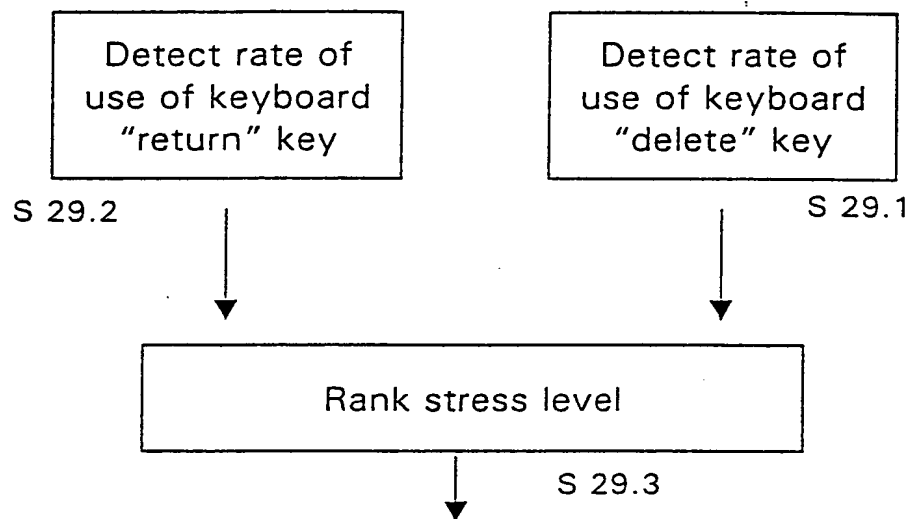 Detect rate of
use of keyboard
“return” key
Detect rate of
use of keyboard
“delete” key
S 29.2
S 29.1
Rank stress level
S 29.3